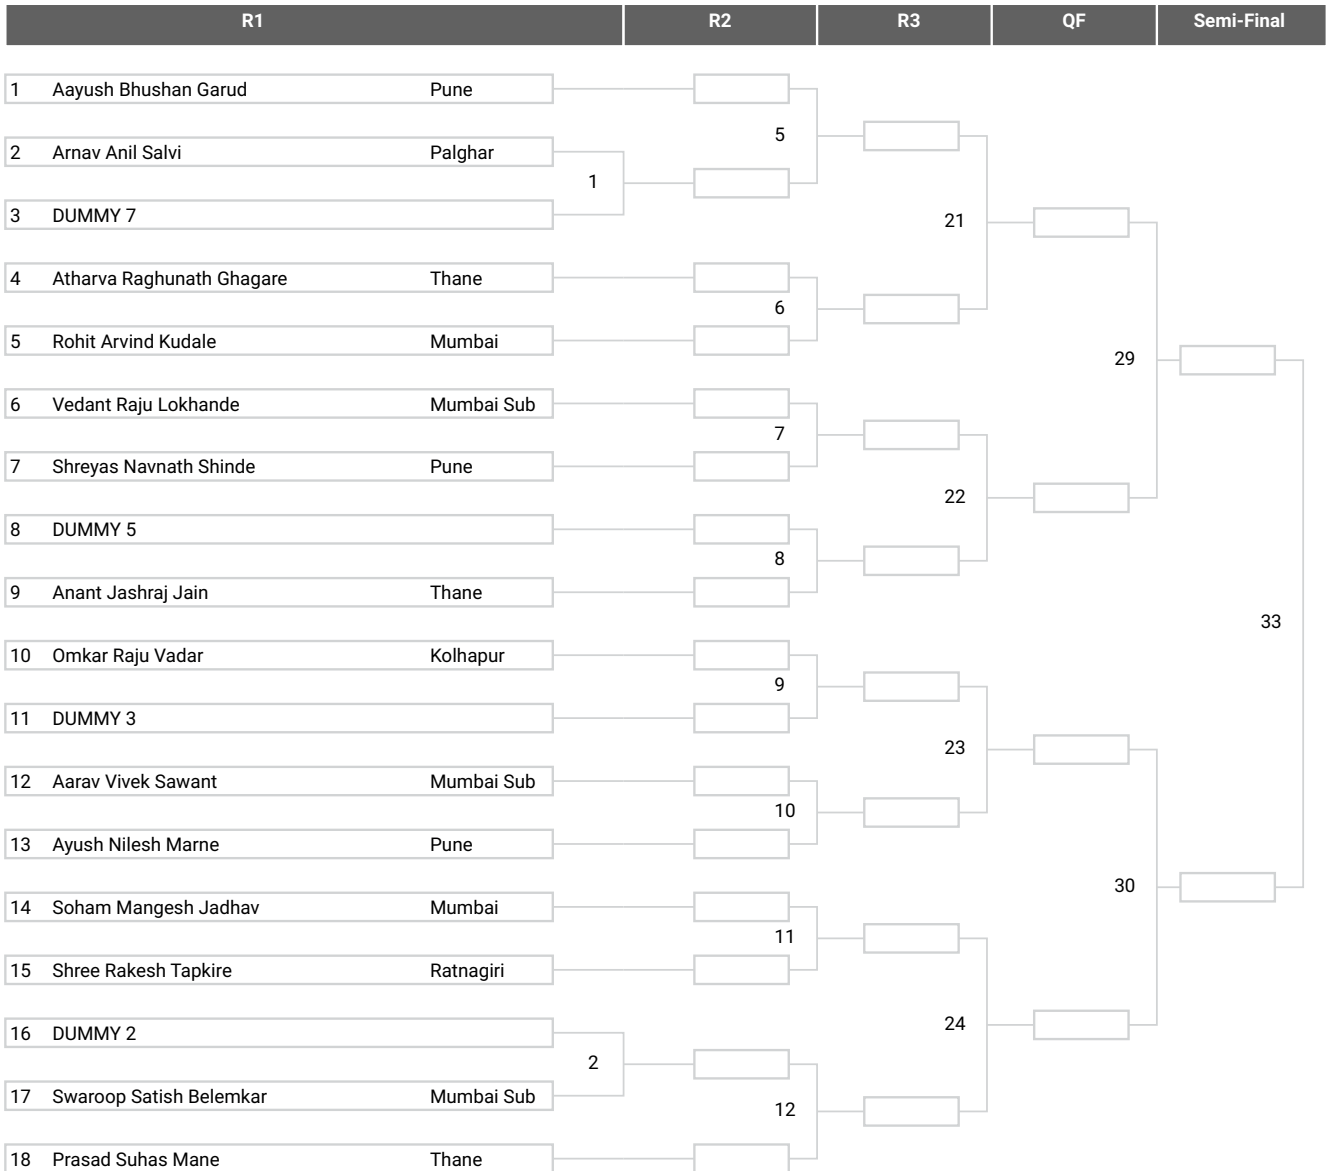 R1 R2 R3 QF Semi-Final
1 Aayush Bhushan Garud Pune
5
2 Arnav Anil Salvi Palghar
1
3 DUMMY 7
21
4 Atharva Raghunath Ghagare Thane
6
5 Rohit Arvind Kudale Mumbai
29
6 Vedant Raju Lokhande Mumbai Sub
7
7 Shreyas Navnath Shinde Pune
22
8 DUMMY 5
8
9 Anant Jashraj Jain Thane
33
10 Omkar Raju Vadar Kolhapur
9
11 DUMMY 3
23
12 Aarav Vivek Sawant Mumbai Sub
10
13 Ayush Nilesh Marne Pune
30
14 Soham Mangesh Jadhav Mumbai
11
15 Shree Rakesh Tapkire Ratnagiri
24
16 DUMMY 2
2
17 Swaroop Satish Belemkar Mumbai Sub
12
18 Prasad Suhas Mane Thane